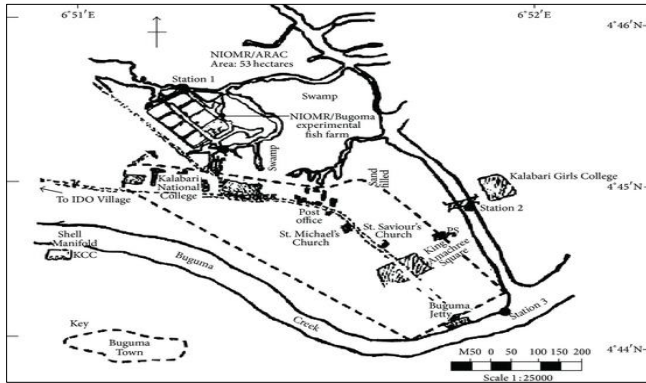 6°51′E
6°52′E
4°46′N
NIOMR/ARAC
Area: 53 hectares
Station 1
Swamp
NIOMR/Bugoma
experimental
fish farm
Swamp
Sand
filled
Kalabari Girls College
4°45′N
Kalabari
National
College
To IDO Village
Post
office
Station 2
St. Michael's
Church
St. Saviour's
Church
PS
King
Amachree
Square
Shell
Manifold
KCC
Buguma
Creek
Buguma
Jetty
Station 3
Key
Buguma
Town
4°44′N
M50 0 50 100 150 200
Scale 1 : 25000